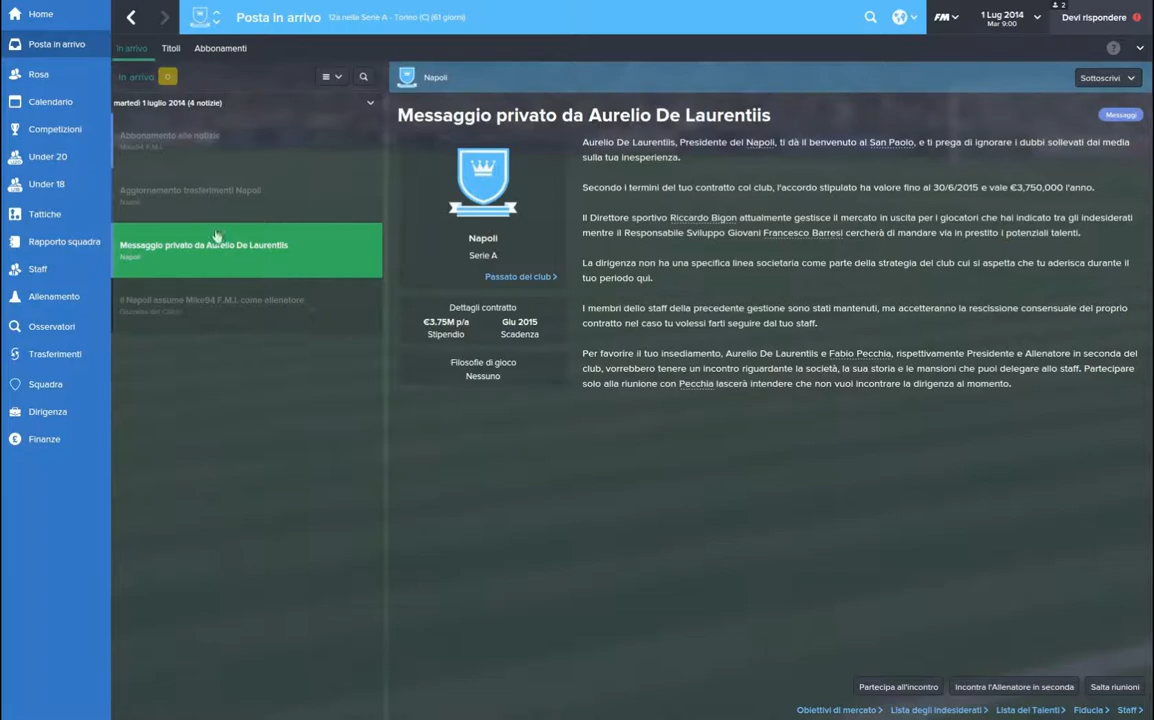 Home
Posta in arrivo
Posta in arrivo
12a nella Serie A - Torino (C) (61 giorni)
FM
2
1 Lug 2014
Mar 9:00
Devi rispondere
In arrivo
Titoli
Abbonamenti
Rosa
Calendario
Competizioni
Under 20
Under 18
Tattiche
Rapporto squadra
Staff
Allenamento
Osservatori
Trasferimenti
Squadra
Dirigenza
Finanze
In arrivo 0
martedì 1 luglio 2014 (4 notizie)
Abbonamento alle notizie
Mike94 F.M.I.
Aggiornamento trasferimenti Napoli
Napoli
Messaggio privato da Aurelio De Laurentiis
Napoli
Il Napoli assume Mike94 F.M.I. come allenatore
Napoli
Sottoscrivi
Messaggio privato da Aurelio De Laurentiis
Messaggi
Napoli
Serie A
Passato del club >
Dettagli contratto
€3.75M p/a
Giu 2015
Stipendio
Scadenza
Filosofie di gioco
Nessuno
Aurelio De Laurentiis, Presidente del Napoli, ti dà il benvenuto al San Paolo, e ti prega di ignorare i dubbi sollevati dai media
sulla tua inesperienza.
Secondo i termini del tuo contratto col club, l'accordo stipulato ha valore fino al 30/6/2015 e vale €3,750,000 l'anno.
Il Direttore sportivo Riccardo Bigon attualmente gestisce il mercato in uscita per i giocatori che hai indicato tra gli indesiderati
mentre il Responsabile Sviluppo Giovani Francesco Barresi cercherà di mandare via in prestito i potenziali talenti.
La dirigenza non ha una specifica linea societaria come parte della strategia del club cui si aspetta che tu aderisca durante il
tuo periodo qui.
I membri dello staff della precedente gestione sono stati mantenuti, ma accetteranno la rescissione consensuale del proprio
contratto nel caso tu volessi farti seguire dal tuo staff.
Per favorire il tuo insediamento, Aurelio De Laurentiis e Fabio Pecchia, rispettivamente Presidente e Allenatore in seconda del
club, vorrebbero tenere un incontro riguardante la società, la sua storia e le mansioni che puoi delegare allo staff. Partecipare
solo alla riunione con Pecchia lascerà intendere che non vuoi incontrare la dirigenza al momento.
Partecipa all'incontro
Incontra l'Allenatore in seconda
Salta riunioni
Obiettivi di mercato >
Lista degli indesiderati >
Lista dei Talenti >
Fiducia >
Staff >